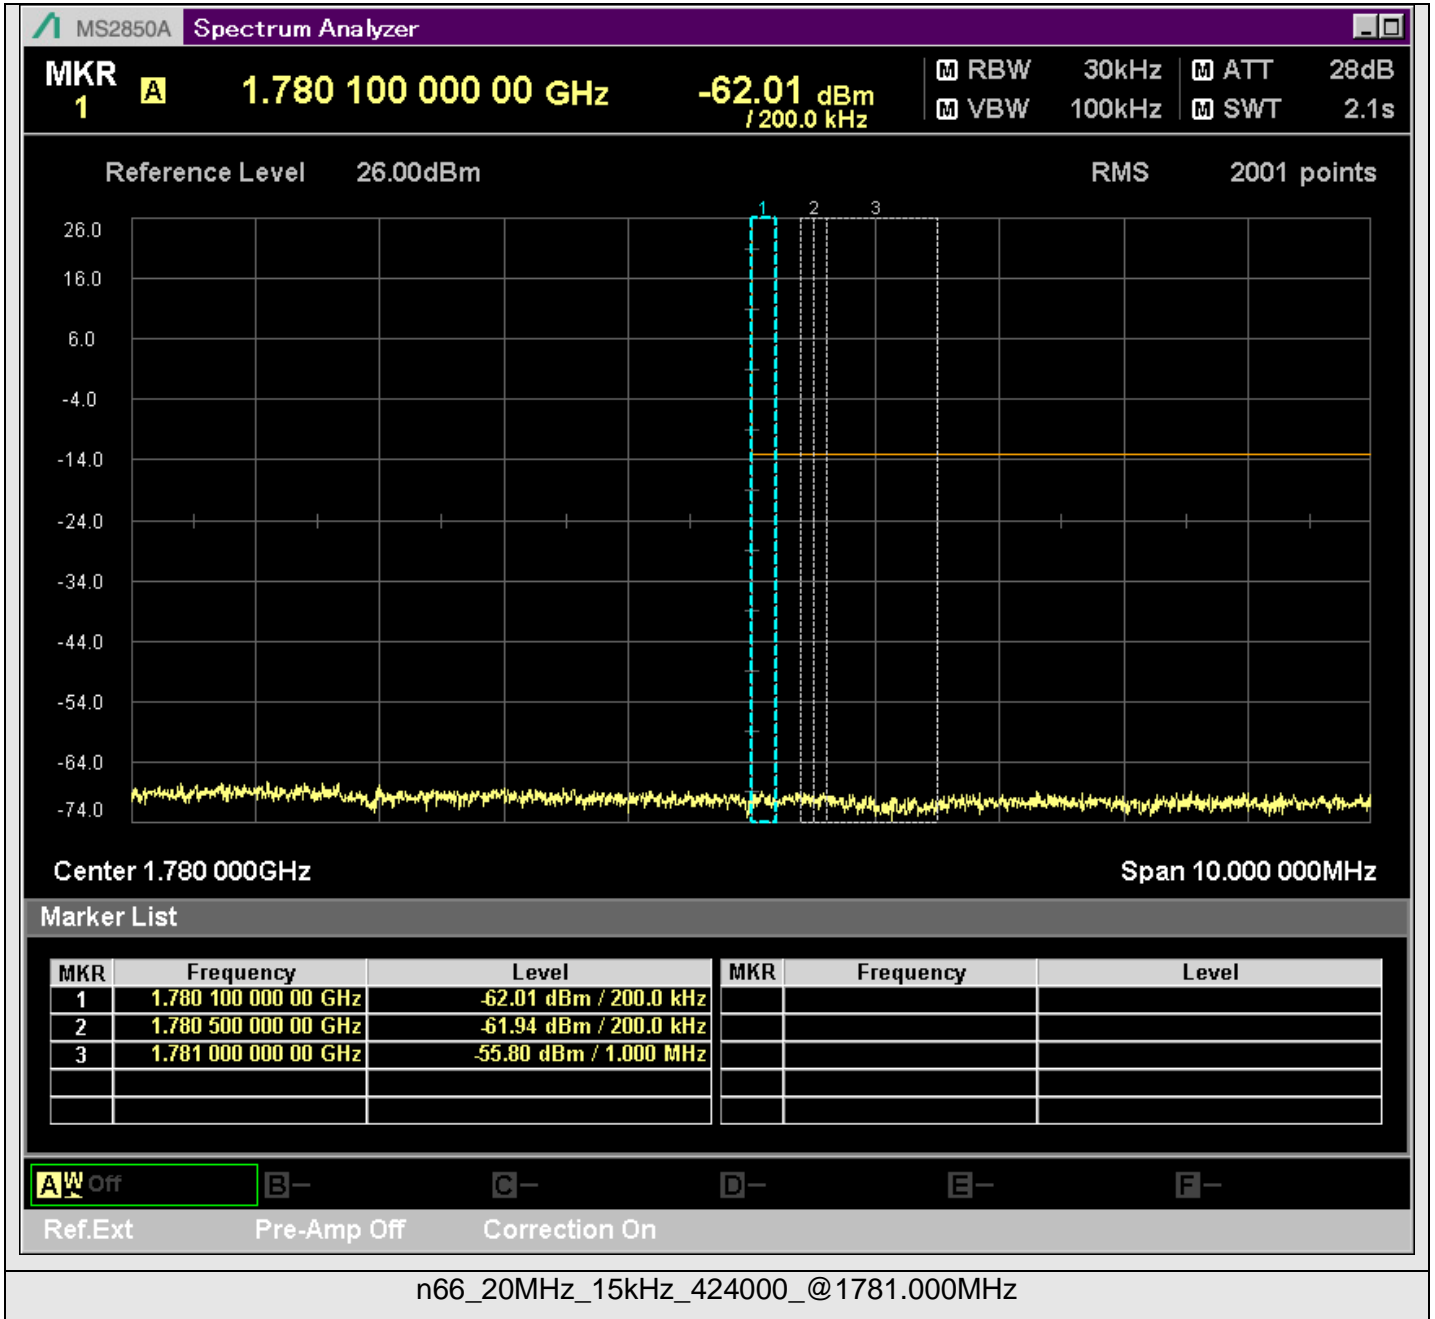 MS2850A Spectrum Analyzer
MKR 1 A 1.780 100 000 00 GHz -62.01 dBm / 200.0 kHz
M RBW 30kHz M ATT 28dB
M VBW 100kHz M SWT 2.1s
Reference Level 26.00dBm RMS 2001 points
1 2 3
26.0
16.0
6.0
-4.0
-14.0
-24.0
-34.0
-44.0
-54.0
-64.0
-74.0
Center 1.780 000GHz Span 10.000 000MHz
Marker List
MKR Frequency Level MKR Frequency Level
1 1.780 100 000 00 GHz -62.01 dBm / 200.0 kHz
2 1.780 500 000 00 GHz -61.94 dBm / 200.0 kHz
3 1.781 000 000 00 GHz -55.80 dBm / 1.000 MHz
A W Off B – C – D – E – F –
Ref.Ext Pre-Amp Off Correction On
n66_20MHz_15kHz_424000_@1781.000MHz